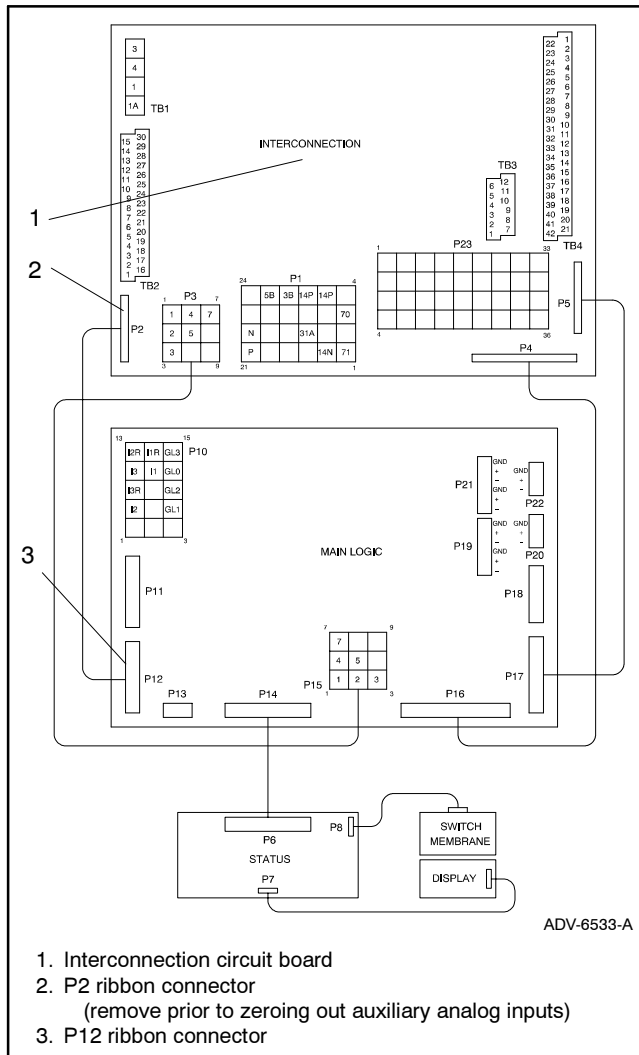 3
4
1
1A
TB1
INTERCONNECTION
1
15 30
14 29
13 28
12 27
11 26
10 25
9 24
8 23
7 22
6 21
5 20
4 19
3 18
2 17
1 16
TB2
22 1
23 2
24 3
25 4
26 5
27 6
28 7
29 8
30 9
31 10
32 11
33 12
34 13
35 14
36 15
37 16
38 17
39 18
40 19
41 20
42 21
TB4
TB3
6 12
5 11
4 10
3 9
2 8
1 7
2
P2
P3
1 7
1 4 7
2 5
3
3 9
P1
24 4
5B 3B 14P 14P
70
N 31A
P 14N 71
21 1
P23
1 33
4 36
P5
P4
13 15
I2R I1R GL3
I3 I1 GL0
I3R GL2
I2 GL1
1 3
P10
3
P11
P12
P13
P14
MAIN LOGIC
P21
GND
+
−
GND
+
−
GND
+
−
P22
P19
GND
+
−
GND
+
−
GND
+
−
P20
P18
P17
7 9
7
4 5
1 2 3
P15
1 3
P16
P6
P8
STATUS
P7
SWITCH
MEMBRANE
DISPLAY
ADV-6533-A
1. Interconnection circuit board
2. P2 ribbon connector
(remove prior to zeroing out auxiliary analog inputs)
3. P12 ribbon connector